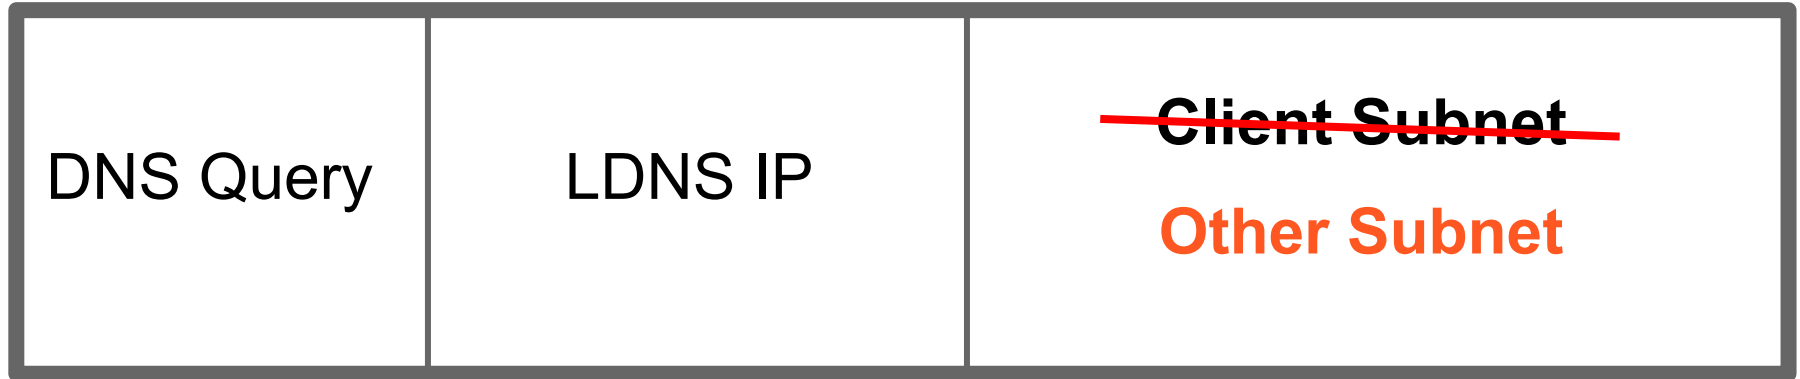 DNS Query
LDNS IP
Client Subnet
Other Subnet